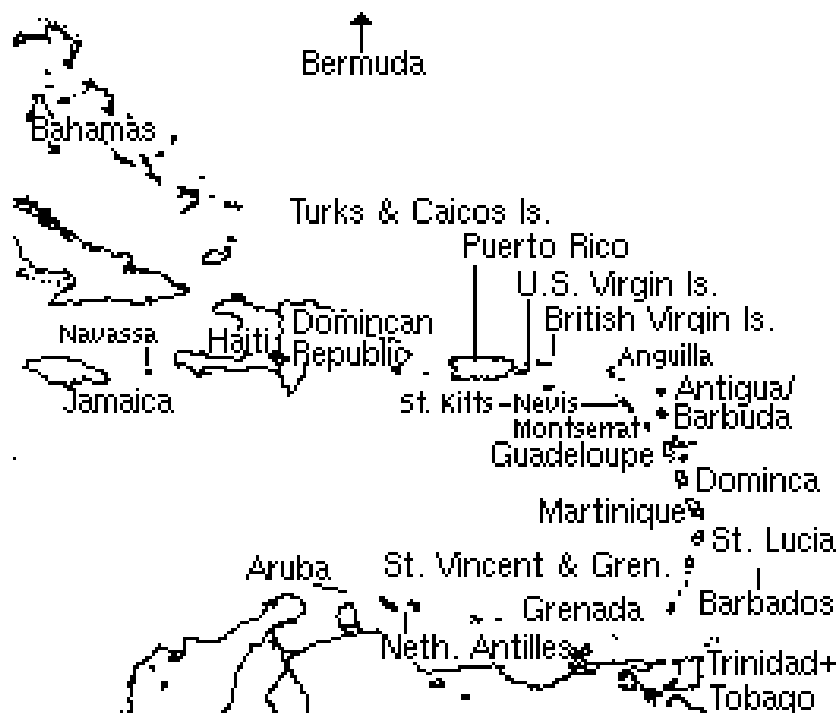 Bermuda
Bahamas
Turks & Caicos Is.
Puerto Rico
U.S. Virgin Is.
British Virgin Is.
Navassa
Haiti
Domincan
Republic
Anguilla
Jamaica
St. Kitts-Nevis
Antigua/
Barbuda
Montserrat
Guadeloupe
Dominca
Martinique
St. Lucia
St. Vincent & Gren.
Aruba
Grenada
Barbados
Neth. Antilles
Trinidad+
Tobago